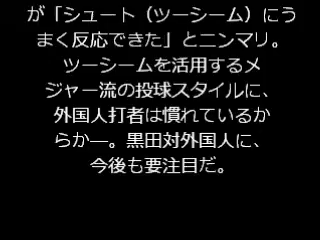 が「シュート（ツーシーム）にう
まく反応できた」とニンマリ。
ツーシームを活用するメ
ジャー流の投球スタイルに、
外国人打者は慣れているか
らか―。黒田対外国人に、
今後も要注目だ。